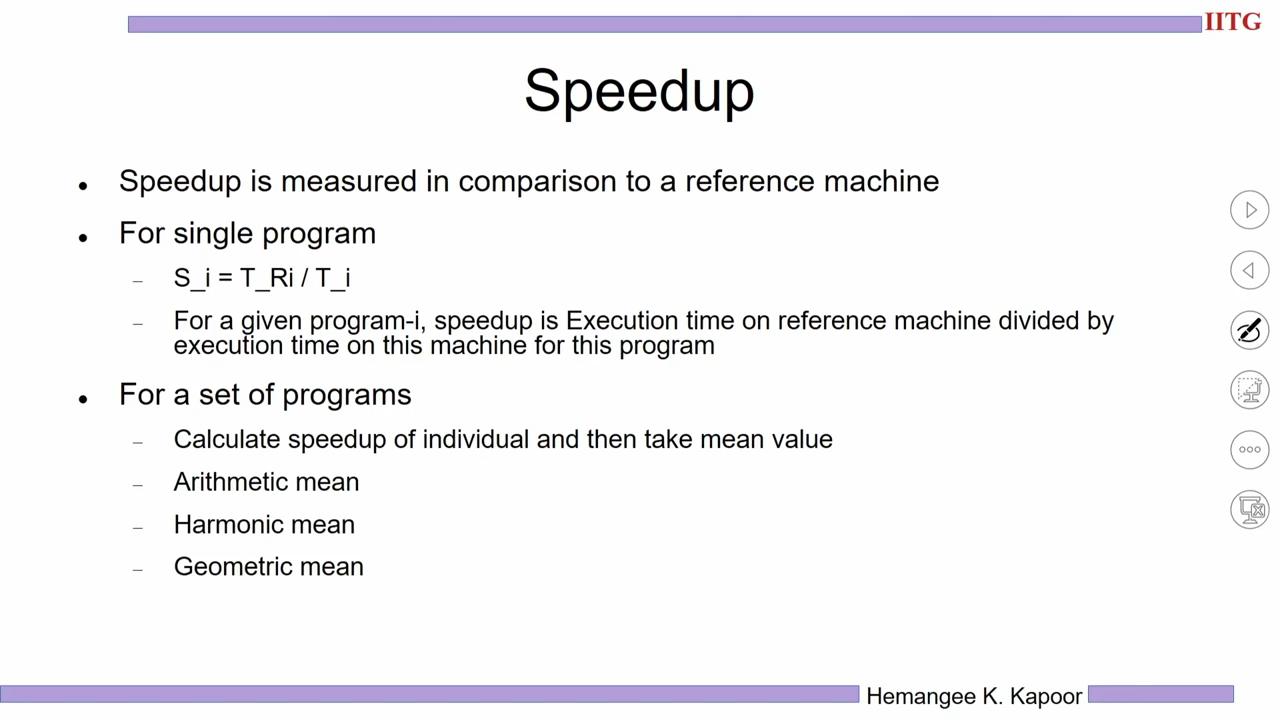 IITG
Speedup
● Speedup is measured in comparison to a reference machine
● For single program
– S_i = T_Ri / T_i
– For a given program-i, speedup is Execution time on reference machine divided by
execution time on this machine for this program
● For a set of programs
– Calculate speedup of individual and then take mean value
– Arithmetic mean
– Harmonic mean
– Geometric mean
Hemangee K. Kapoor